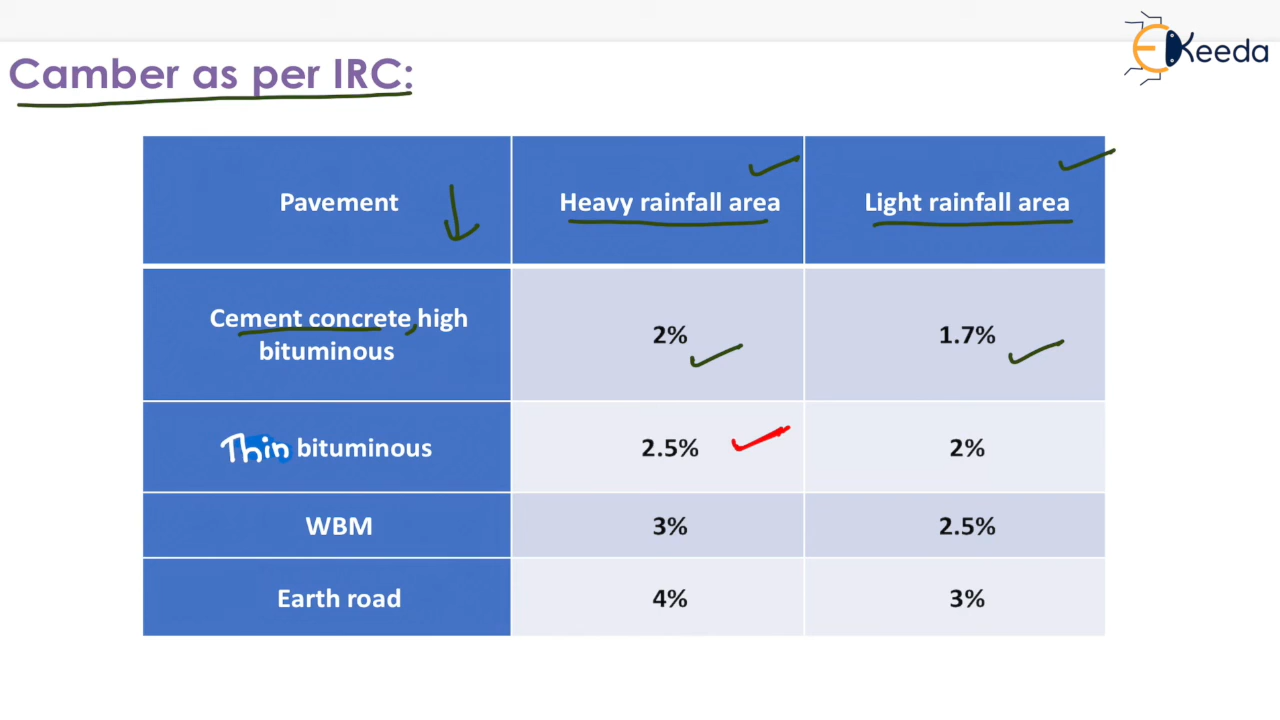 EKeeda
Camber as per IRC:
Pavement
Heavy rainfall area
Light rainfall area
Cement concrete,high
bituminous
2%
1.7%
Thin bituminous
2.5%
2%
WBM
3%
2.5%
Earth road
4%
3%